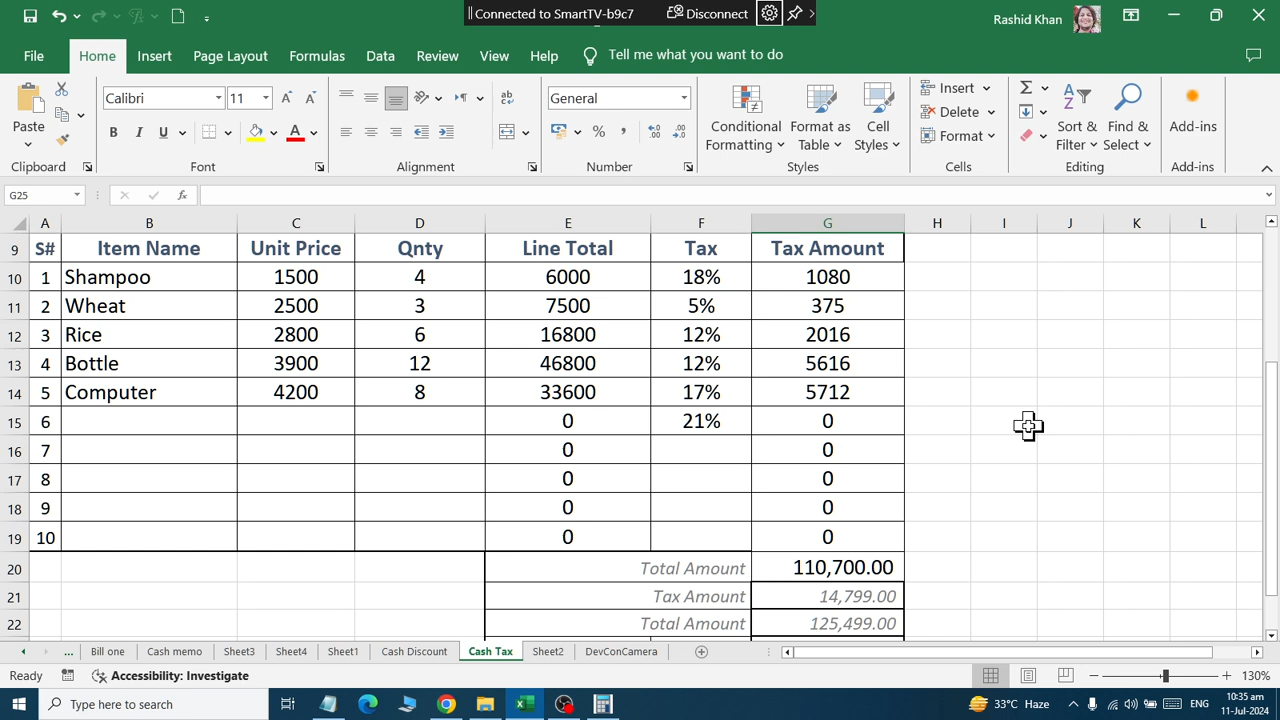 Connected to SmartTV-b9c7 Disconnect
Rashid Khan
File Home Insert Page Layout Formulas Data Review View Help Tell me what you want to do
Paste
Calibri 11
General
Conditional Formatting
Format as Table
Cell Styles
Insert
Delete
Format
Sort & Filter
Find & Select
Add-ins
Clipboard Font Alignment Number Styles Cells Editing Add-ins
G25 fx
A B C D E F G H I J K L
9 S# Item Name Unit Price Qnty Line Total Tax Tax Amount
10 1 Shampoo 1500 4 6000 18% 1080
11 2 Wheat 2500 3 7500 5% 375
12 3 Rice 2800 6 16800 12% 2016
13 4 Bottle 3900 12 46800 12% 5616
14 5 Computer 4200 8 33600 17% 5712
15 6 0 21% 0
16 7 0 0
17 8 0 0
18 9 0 0
19 10 0 0
20 Total Amount 110,700.00
21 Tax Amount 14,799.00
22 Total Amount 125,499.00
... Bill one Cash memo Sheet3 Sheet4 Sheet1 Cash Discount Cash Tax Sheet2 DevConCamera
Ready Accessibility: Investigate 130%
Type here to search 33°C Haze ENG 10:35 am
11-Jul-2024